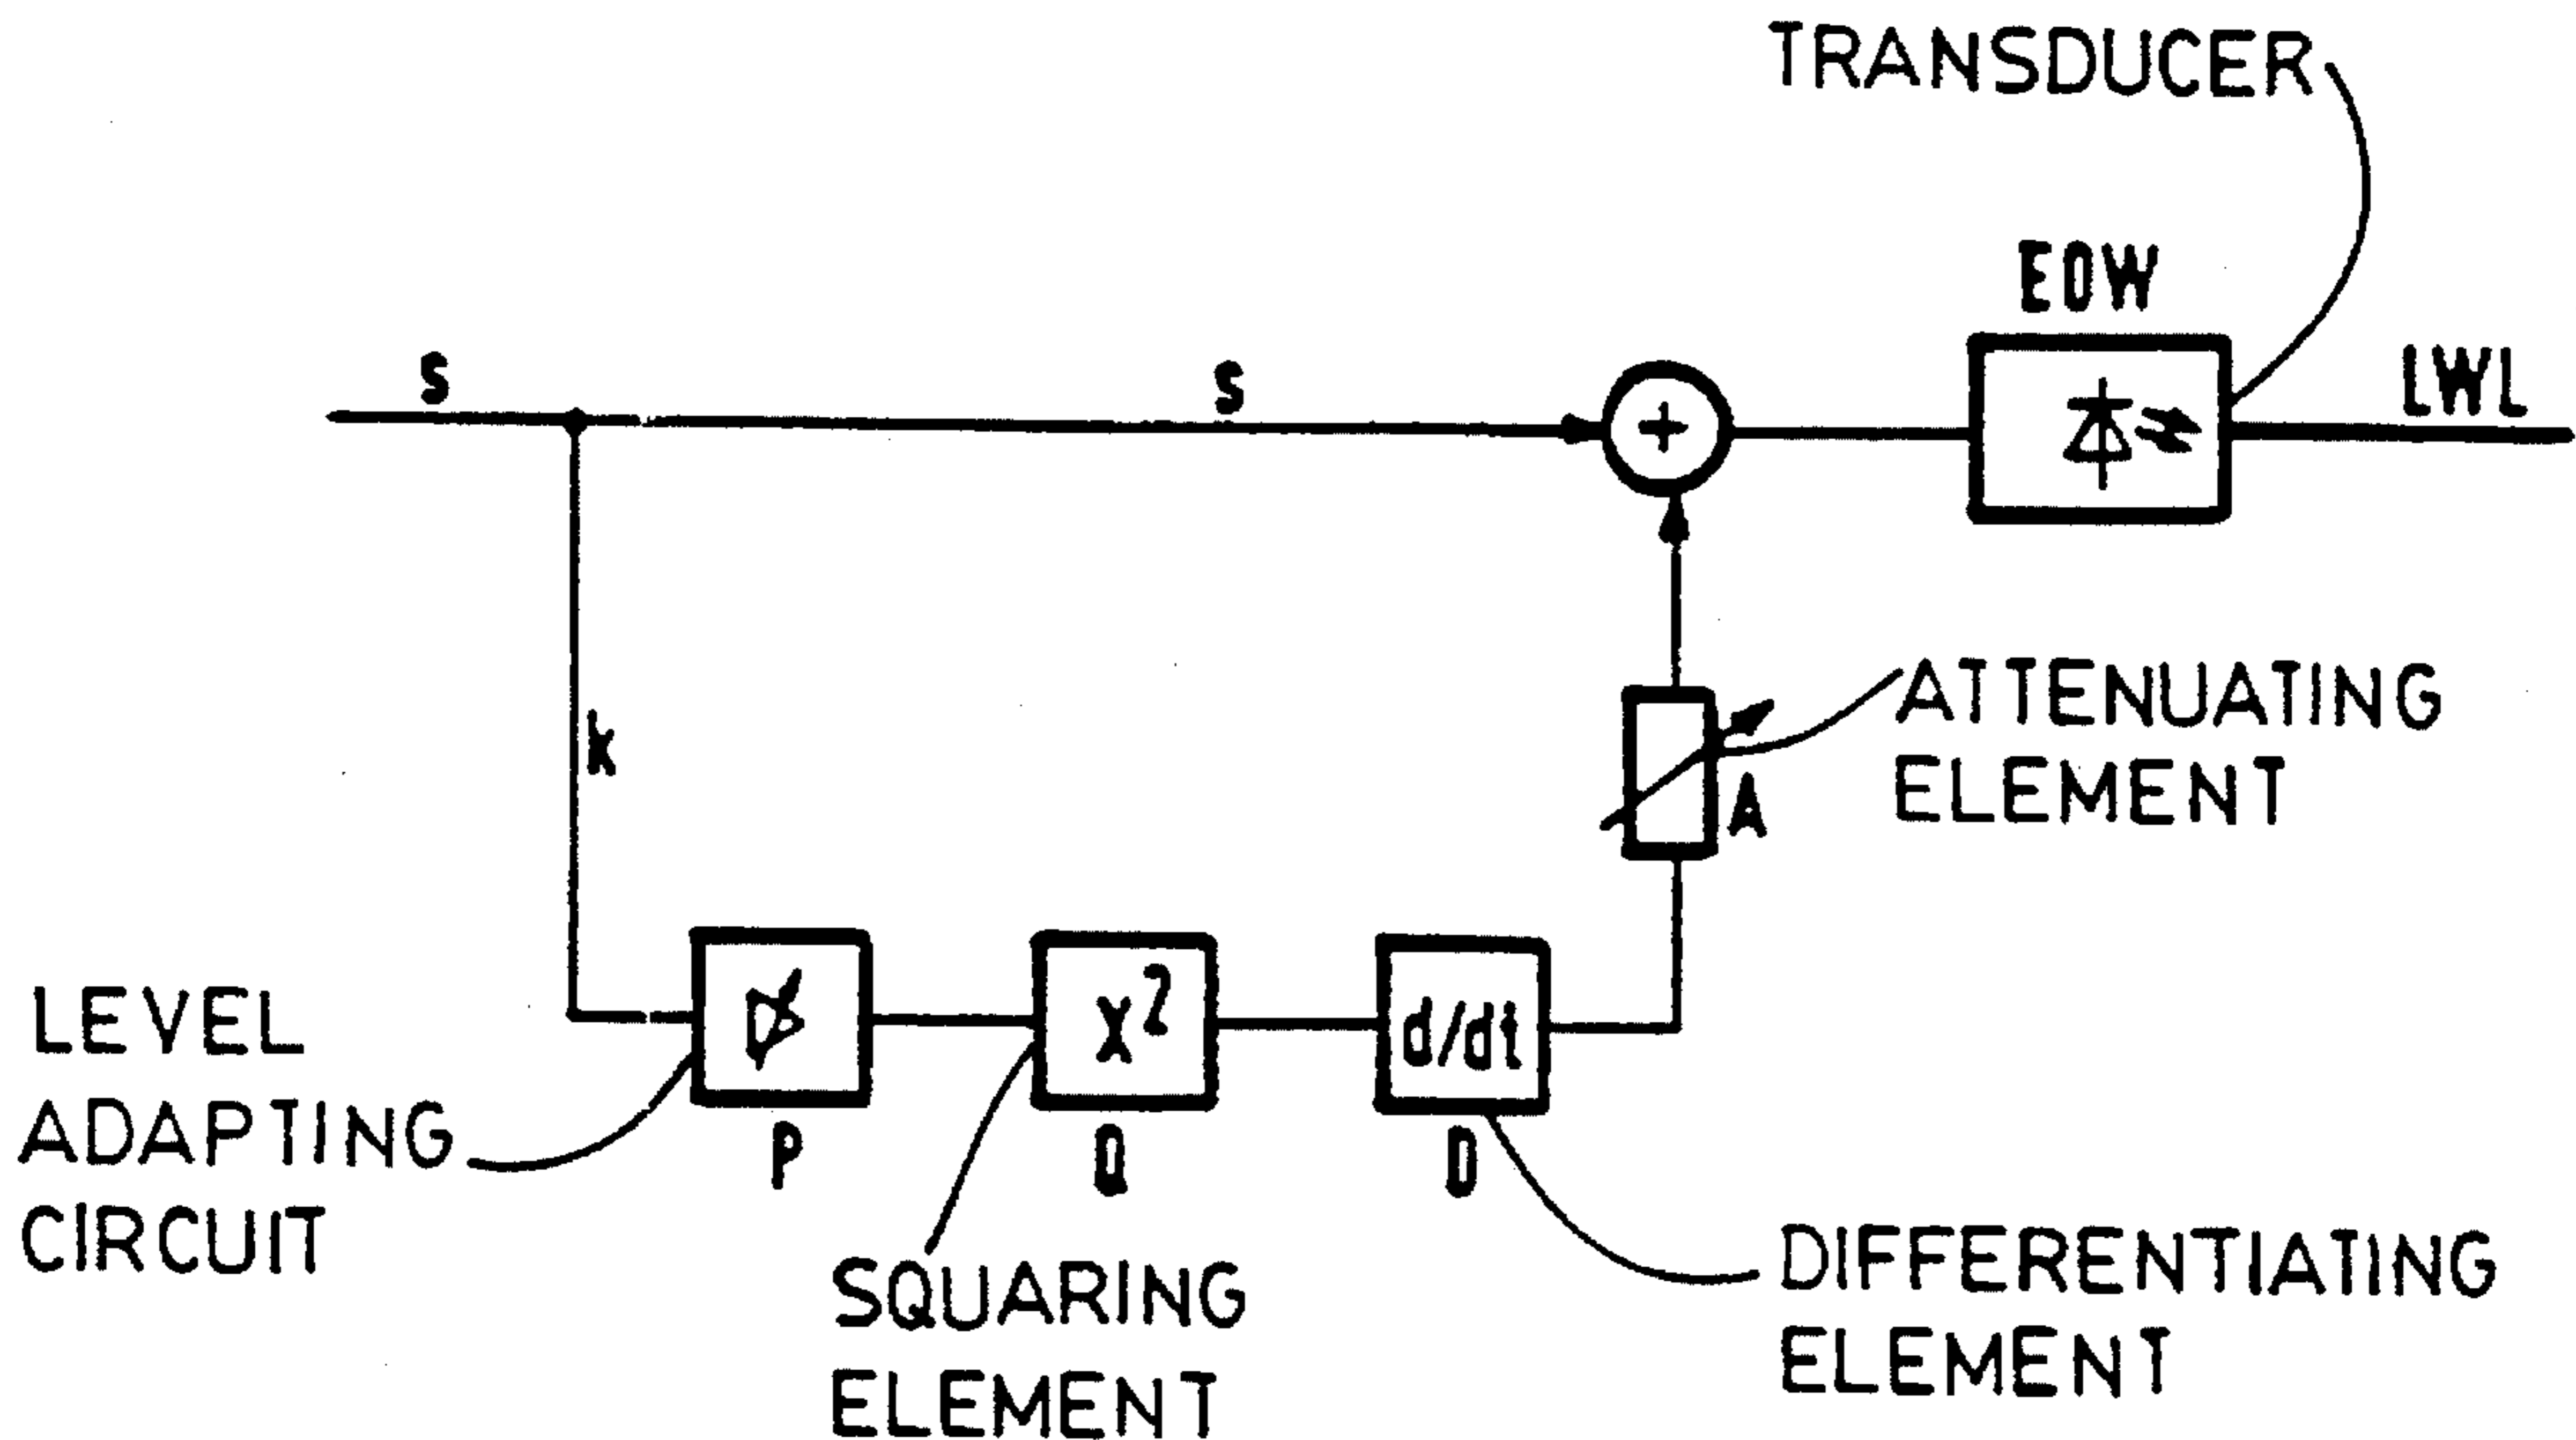 TRANSDUCER
EOW
LWL
S
S
+
k
ATTENUATING
ELEMENT
A
LEVEL
ADAPTING
CIRCUIT
P
X²
Q
d/dt
D
SQUARING
ELEMENT
DIFFERENTIATING
ELEMENT